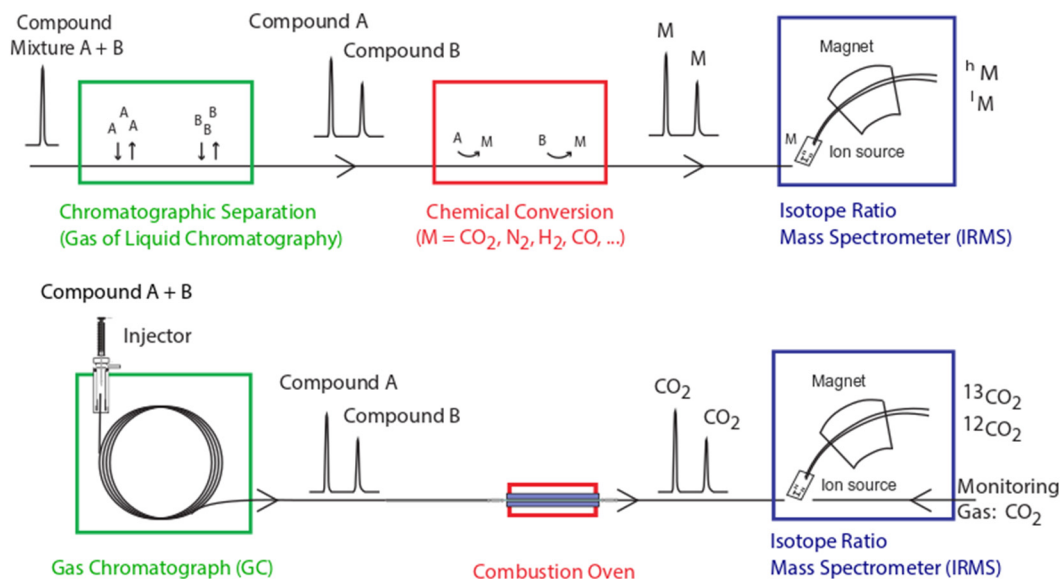 Compound
Mixture A + B
Compound A
Compound B
M
M
A
A
A
B
B
B
A
M
B
M
Magnet
M
Ion source
hM
lM
Chromatographic Separation
(Gas of Liquid Chromatography)
Chemical Conversion
(M = CO2, N2, H2, CO, ...)
Isotope Ratio
Mass Spectrometer (IRMS)
Compound A + B
Injector
Compound A
Compound B
CO2
CO2
Magnet
Ion source
13CO2
12CO2
Monitoring
Gas: CO2
Gas Chromatograph (GC)
Combustion Oven
Isotope Ratio
Mass Spectrometer (IRMS)